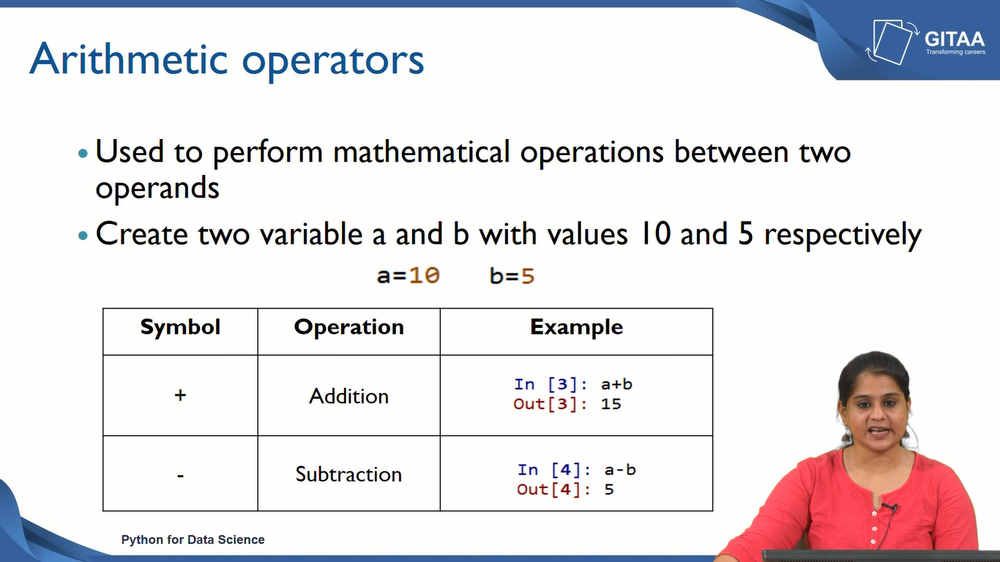 GITAA
Transforming careers
Arithmetic operators
• Used to perform mathematical operations between two
operands
• Create two variable a and b with values 10 and 5 respectively
a=10 b=5
Symbol Operation Example
+ Addition In [3]: a+b
Out[3]: 15
- Subtraction In [4]: a-b
Out[4]: 5
Python for Data Science